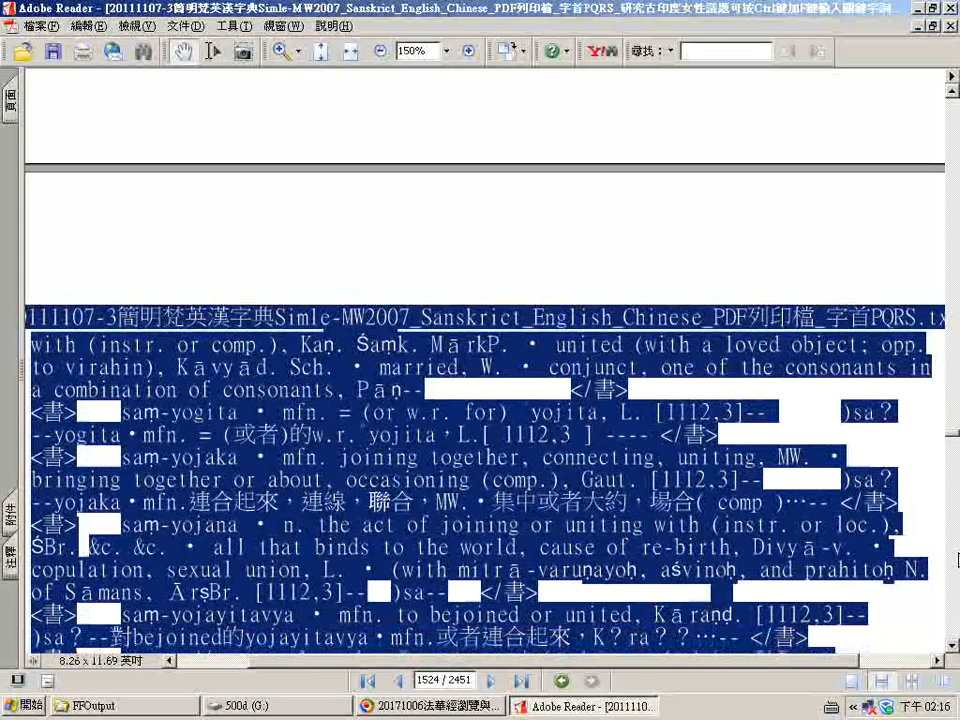 Adobe Reader - [20111107-3簡明梵英漢字典Simle-MW2007_Sanskrict_English_Chinese_PDF列印檔_字首PQRS_研究古印度女性議題可按Ctrl鍵加F鍵輸入關鍵字詞
檔案(F) 編輯(E) 檢視(V) 文件(D) 工具(T) 視窗(W) 說明(H)
150% Y! 尋找:
頁面
111107-3簡明梵英漢字典Simle-MW2007_Sanskrict_English_Chinese_PDF列印檔_字首PQRS.tx
with (instr. or comp.), Kaṇ. Śaṃk. MārkP. • united (with a loved object; opp.
to virahin), Kāvyād. Sch. • married, W. • conjunct, one of the consonants in
a combination of consonants, Pāṇ-- </書>
<書> saṃ-yogita • mfn. = (or w.r. for) yojita, L. [1112,3]-- )sa?
--yogita•mfn. = (或者)的w.r. yojita，L.[ 1112,3 ] ---- </書>
<書> saṃ-yojaka • mfn. joining together, connecting, uniting, MW. •
bringing together or about, occasioning (comp.), Gaut. [1112,3]-- )sa?
--yojaka•mfn.連合起來，連線，聯合，MW. •集中或者大約，場合( comp )…-- </書>
<書> saṃ-yojana • n. the act of joining or uniting with (instr. or loc.),
ŚBr. &c. &c. • all that binds to the world, cause of re-birth, Divyā-v. •
copulation, sexual union, L. • (with mitrā-varuṇayoḥ, aśvinoḥ, and prahitoḥ N.
of Sāmans, ĀrṣBr. [1112,3]-- )sa-- </書>
<書> saṃ-yojayitavya • mfn. to bejoined or united, Kāraṇḍ. [1112,3]--
)sa？--對bejoined的yojayitavya•mfn.或者連合起來，K？ra？？…-- </書>
附件
注釋
8.26 x 11.69 英吋
1524 / 2451
開始 FFOutput 500d (G:) 20171006法華經瀏覽與... Adobe Reader - [2011110... « 下午 02:16